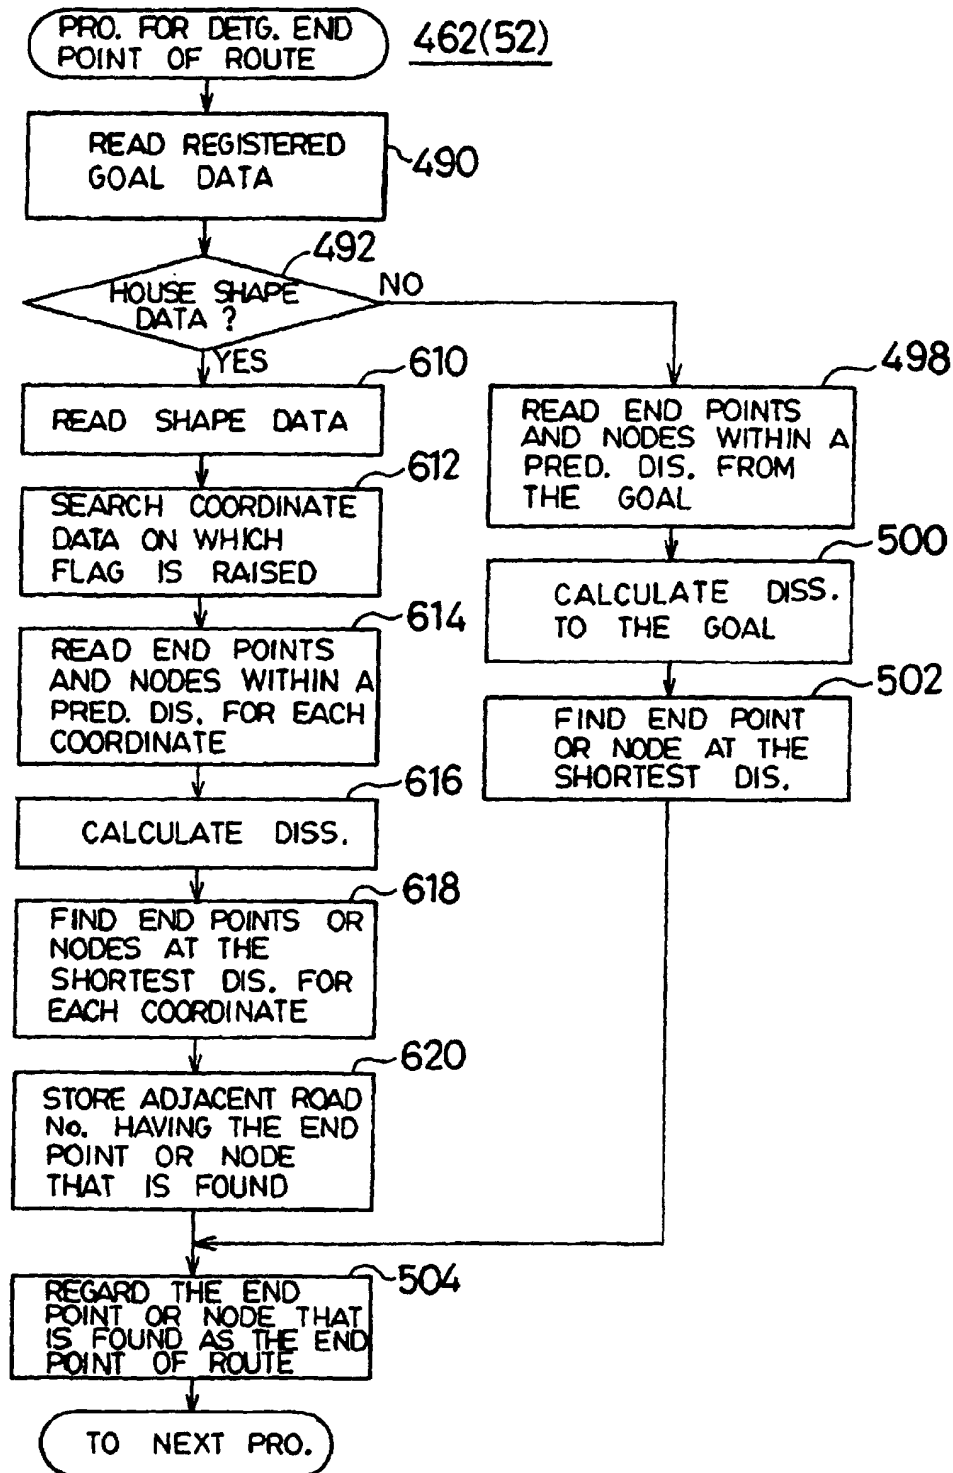 PRO. FOR DETG. END
POINT OF ROUTE
462(52)
READ REGISTERED
GOAL DATA
490
492
HOUSE SHAPE
DATA ?
NO
YES
610
READ SHAPE DATA
612
SEARCH COORDINATE
DATA ON WHICH
FLAG IS RAISED
614
READ END POINTS
AND NODES WITHIN A
PRED. DIS. FOR EACH
COORDINATE
616
CALCULATE DISS.
618
FIND END POINTS OR
NODES AT THE
SHORTEST DIS. FOR
EACH COORDINATE
620
STORE ADJACENT ROAD
No. HAVING THE END
POINT OR NODE
THAT IS FOUND
498
READ END POINTS
AND NODES WITHIN A
PRED. DIS. FROM
THE GOAL
500
CALCULATE DISS.
TO THE GOAL
502
FIND END POINT
OR NODE AT THE
SHORTEST DIS.
504
REGARD THE END
POINT OR NODE THAT
IS FOUND AS THE END
POINT OF ROUTE
TO NEXT PRO.